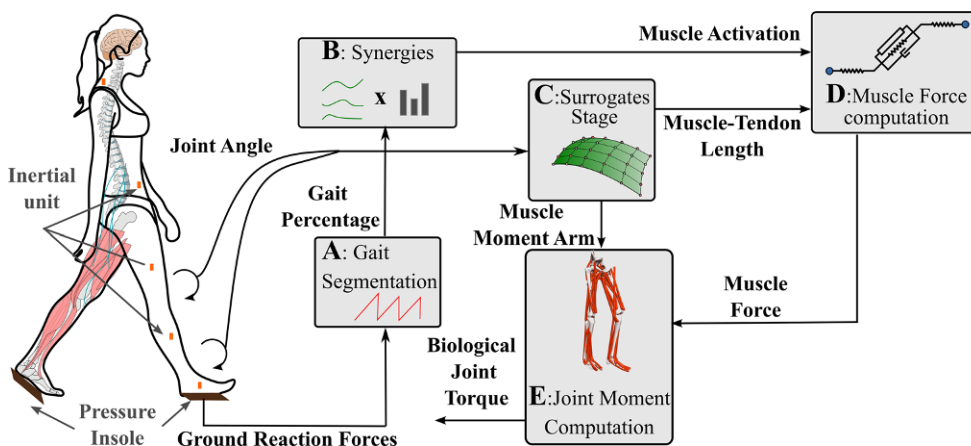 B: Synergies
x
Muscle Activation
C:Surrogates
Stage
D:Muscle Force
computation
Muscle-Tendon
Length
Joint Angle
Inertial
unit
Gait
Percentage
Muscle
Moment Arm
A: Gait
Segmentation
Muscle
Force
Biological
Joint
Torque
E:Joint Moment
Computation
Pressure
Insole
Ground Reaction Forces